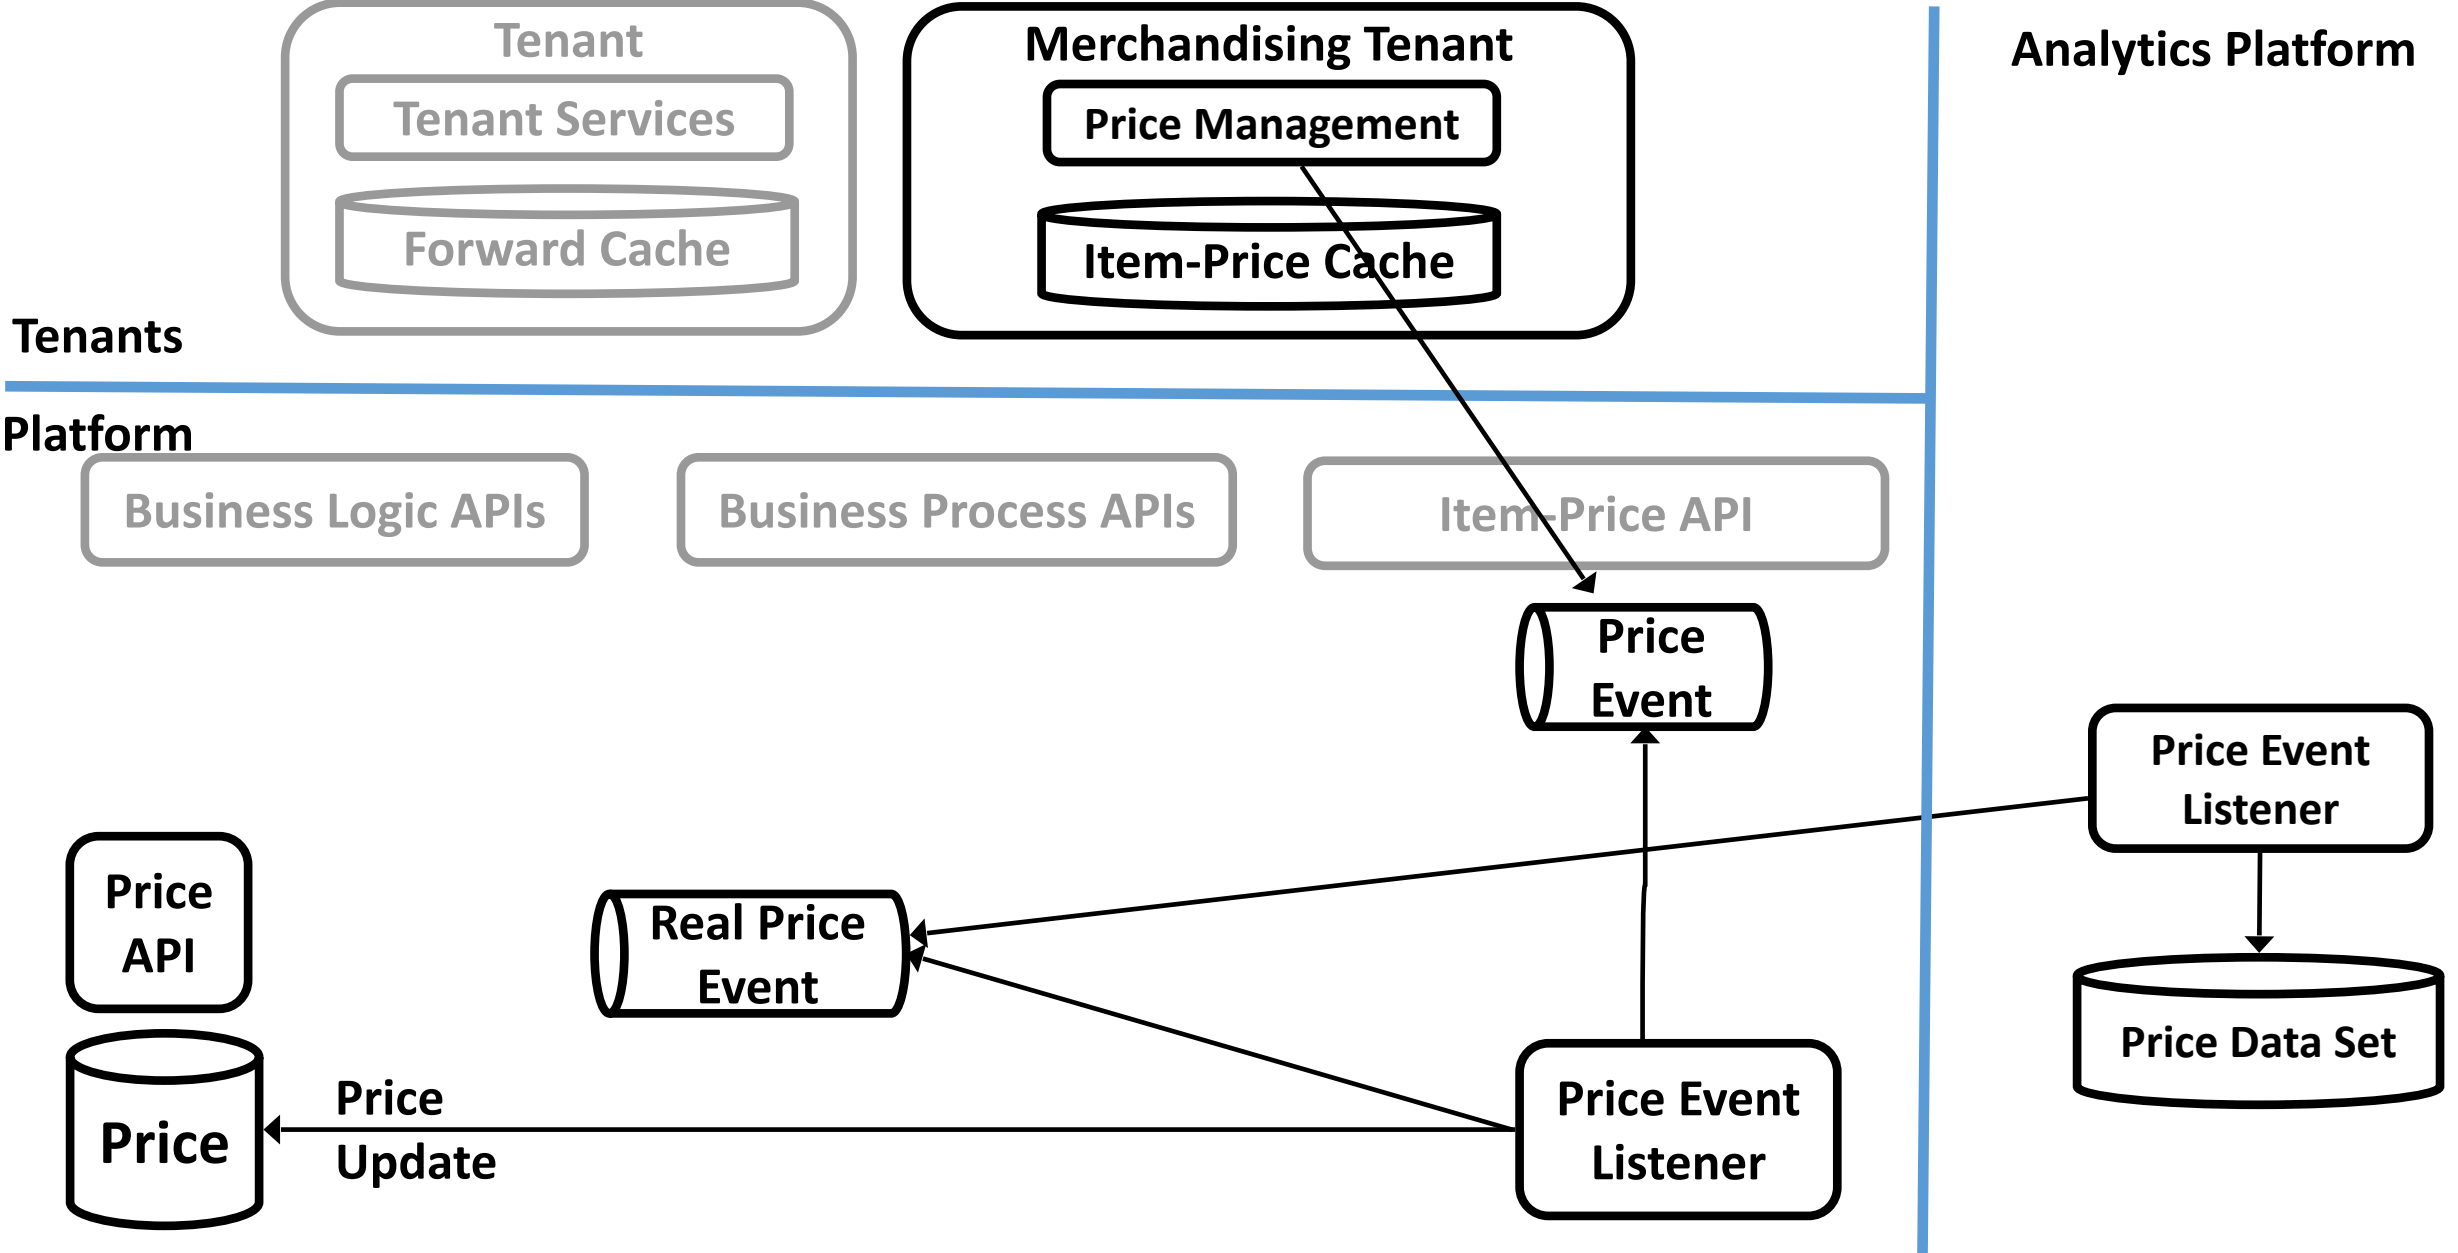 Tenant
Tenant Services
Forward Cache
Merchandising Tenant
Price Management
Item-Price Cache
Analytics Platform
Tenants
Platform
Business Logic APIs
Business Process APIs
Item-Price API
Price
Event
Price Event
Listener
Price
API
Real Price
Event
Price Data Set
Price
Price
Update
Price Event
Listener